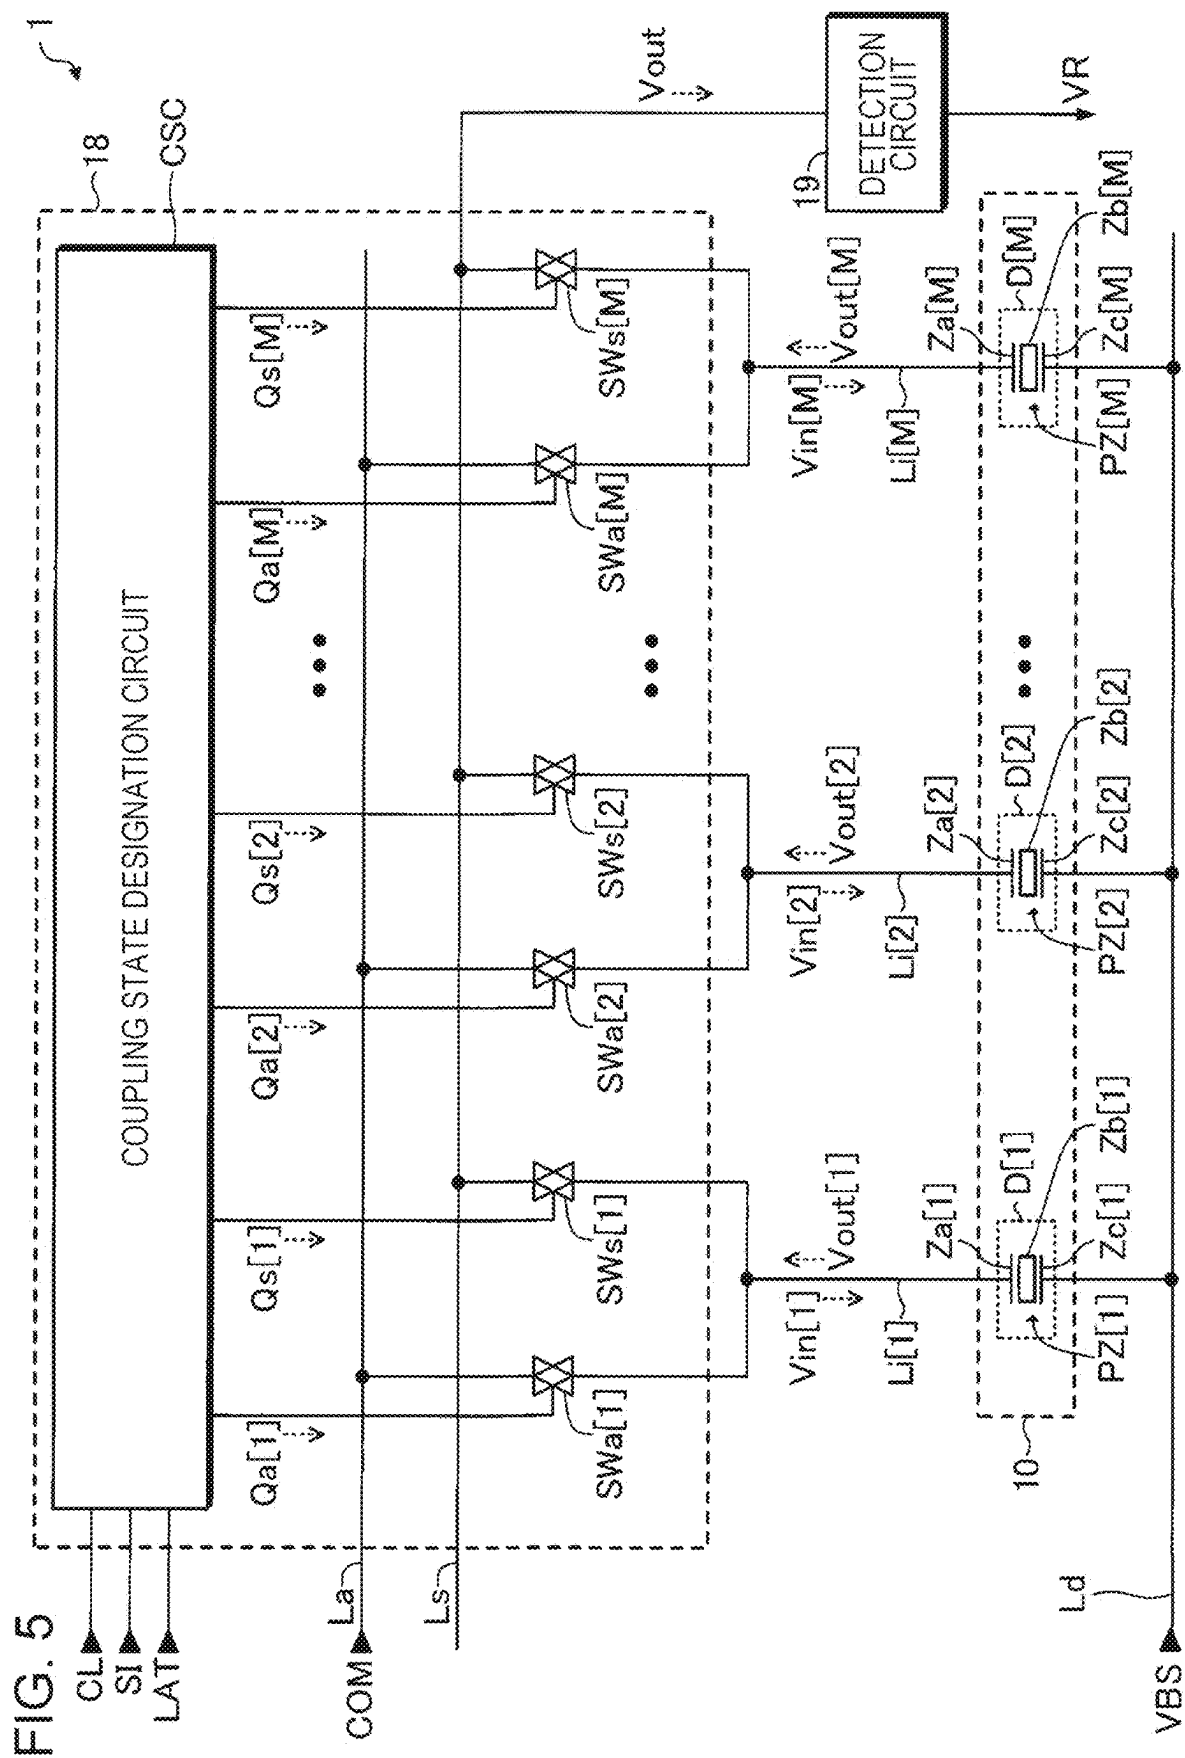 FIG. 5
1
18
CSC
CL
SI
LAT
COUPLING STATE DESIGNATION CIRCUIT
Qa[1]
Qs[1]
Qa[2]
Qs[2]
Qa[M]
Qs[M]
La
COM
Ls
SWa[1]
SWs[1]
SWa[2]
SWs[2]
SWa[M]
SWs[M]
Vout
19
DETECTION
CIRCUIT
VR
Vin[1]
Vout[1]
Vin[2]
Vout[2]
Vin[M]
Vout[M]
Li[1]
Li[2]
Li[M]
Za[1]
Za[2]
Za[M]
10
D[1]
D[2]
D[M]
PZ[1]
Zc[1]
Zb[1]
PZ[2]
Zc[2]
Zb[2]
PZ[M]
Zc[M]
Zb[M]
Ld
VBS